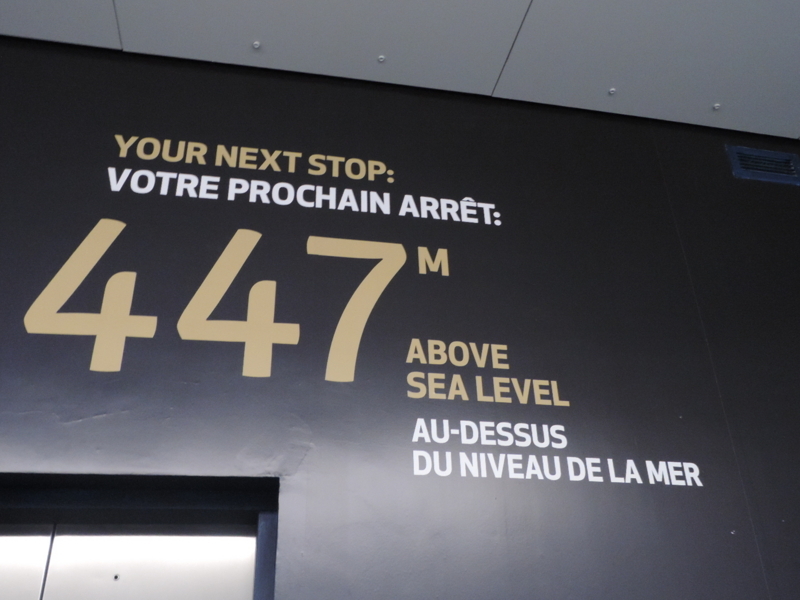 YOUR NEXT STOP:
VOTRE PROCHAIN ARRÊT:
447 M
ABOVE
SEA LEVEL
AU-DESSUS
DU NIVEAU DE LA MER